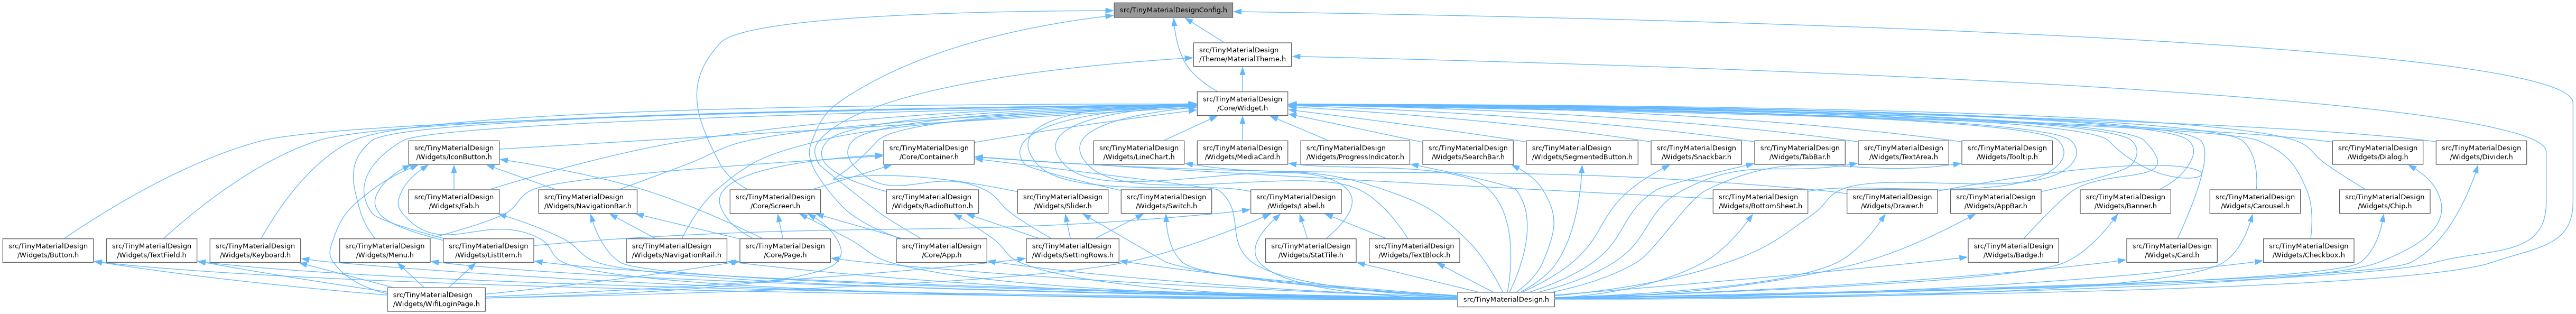 src/TinyMaterialDesignConfig.h
src/TinyMaterialDesign
/Theme/MaterialTheme.h
src/TinyMaterialDesign
/Core/Widget.h
src/TinyMaterialDesign
/Widgets/IconButton.h
src/TinyMaterialDesign
/Core/Container.h
src/TinyMaterialDesign
/Widgets/LineChart.h
src/TinyMaterialDesign
/Widgets/MediaCard.h
src/TinyMaterialDesign
/Widgets/ProgressIndicator.h
src/TinyMaterialDesign
/Widgets/SearchBar.h
src/TinyMaterialDesign
/Widgets/SegmentedButton.h
src/TinyMaterialDesign
/Widgets/Snackbar.h
src/TinyMaterialDesign
/Widgets/TabBar.h
src/TinyMaterialDesign
/Widgets/TextArea.h
src/TinyMaterialDesign
/Widgets/Tooltip.h
src/TinyMaterialDesign
/Widgets/Dialog.h
src/TinyMaterialDesign
/Widgets/Divider.h
src/TinyMaterialDesign
/Widgets/Fab.h
src/TinyMaterialDesign
/Widgets/NavigationBar.h
src/TinyMaterialDesign
/Core/Screen.h
src/TinyMaterialDesign
/Widgets/RadioButton.h
src/TinyMaterialDesign
/Widgets/Slider.h
src/TinyMaterialDesign
/Widgets/Switch.h
src/TinyMaterialDesign
/Widgets/Label.h
src/TinyMaterialDesign
/Widgets/BottomSheet.h
src/TinyMaterialDesign
/Widgets/Drawer.h
src/TinyMaterialDesign
/Widgets/AppBar.h
src/TinyMaterialDesign
/Widgets/Banner.h
src/TinyMaterialDesign
/Widgets/Carousel.h
src/TinyMaterialDesign
/Widgets/Chip.h
src/TinyMaterialDesign
/Widgets/Button.h
src/TinyMaterialDesign
/Widgets/TextField.h
src/TinyMaterialDesign
/Widgets/Keyboard.h
src/TinyMaterialDesign
/Widgets/Menu.h
src/TinyMaterialDesign
/Widgets/ListItem.h
src/TinyMaterialDesign
/Widgets/NavigationRail.h
src/TinyMaterialDesign
/Core/Page.h
src/TinyMaterialDesign
/Core/App.h
src/TinyMaterialDesign
/Widgets/SettingRows.h
src/TinyMaterialDesign
/Widgets/StatTile.h
src/TinyMaterialDesign
/Widgets/TextBlock.h
src/TinyMaterialDesign
/Widgets/Badge.h
src/TinyMaterialDesign
/Widgets/Card.h
src/TinyMaterialDesign
/Widgets/Checkbox.h
src/TinyMaterialDesign
/Widgets/WifiLoginPage.h
src/TinyMaterialDesign.h